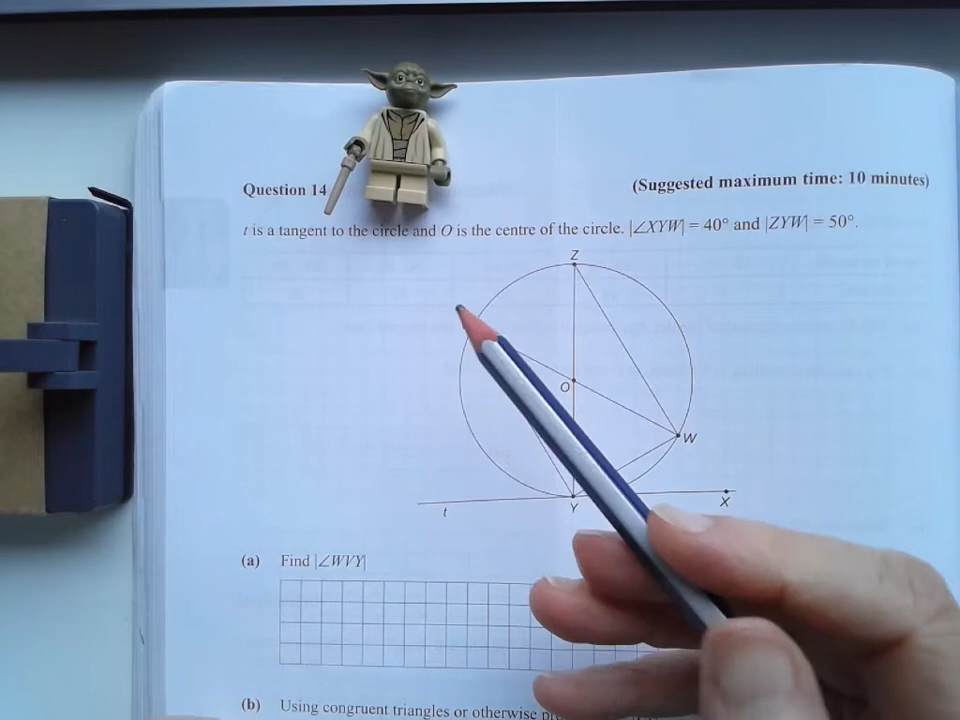 Question 14
(Suggested maximum time: 10 minutes)
t is a tangent to the circle and O is the centre of the circle. |∠XYW| = 40° and |ZYW| = 50°.
Z
O
W
t
Y
X
(a) Find |∠WVY|
(b) Using congruent triangles or otherwise